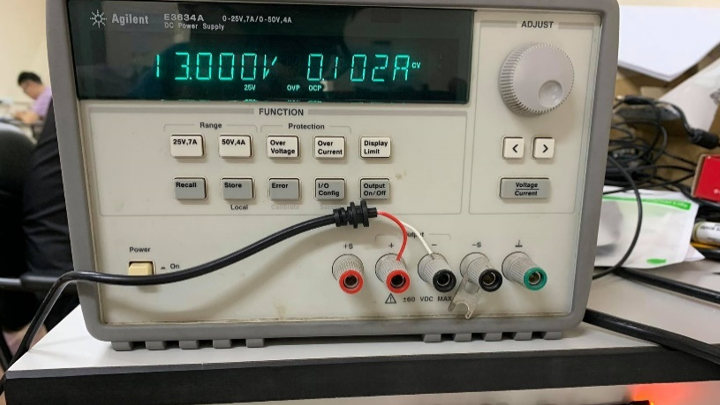 Agilent E3634A 0-25V,7A/0-50V,4A
DC Power Supply
ADJUST
13.000V 0.102A CV
25V OVP OCP
FUNCTION
Range Protection
25V,7A 50V,4A Over Voltage Over Current Display Limit
Recall Store Error I/O Config Output On/Off Voltage Current
Local Calibrate
Power
On
+S + Output - -S
±60 VDC MAX